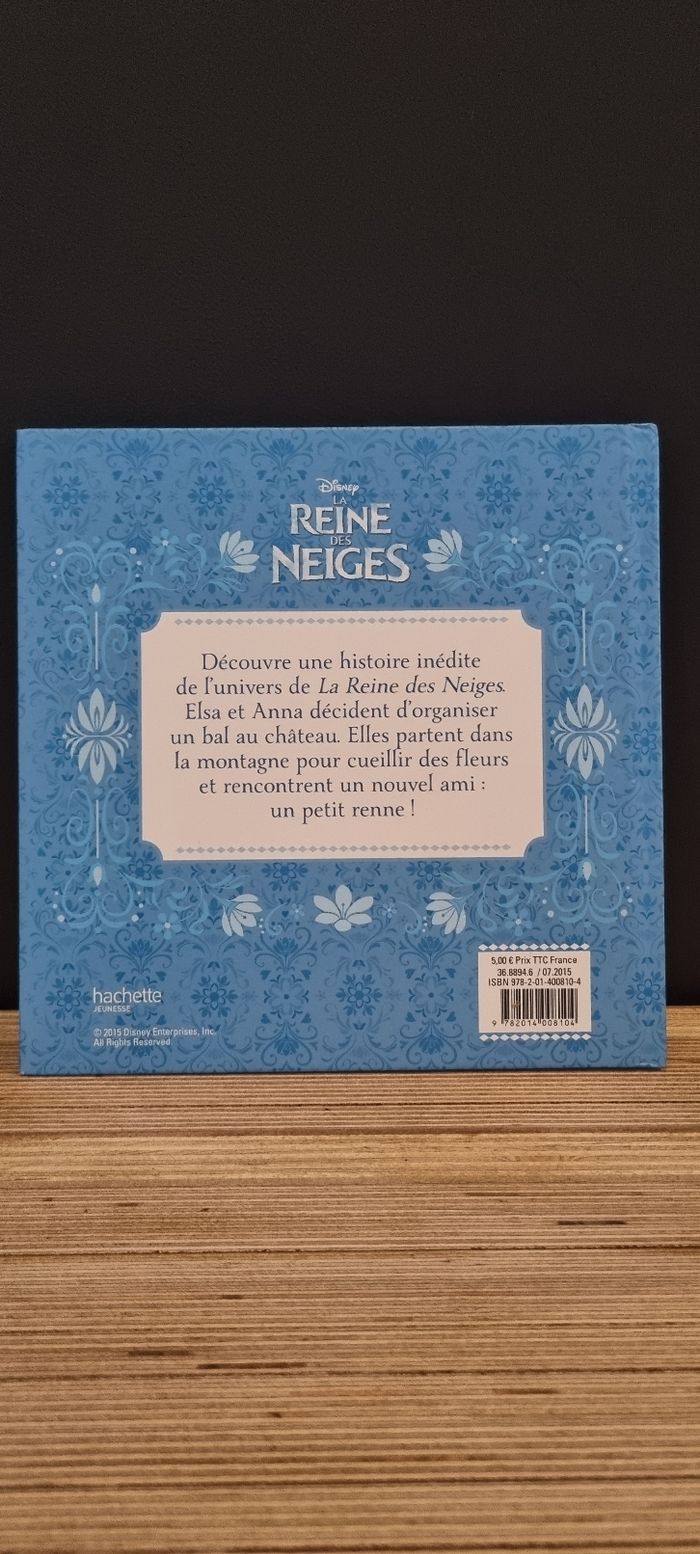 Disney
LA
REINE
DES
NEIGES
Découvre une histoire inédite
de l'univers de La Reine des Neiges.
Elsa et Anna décident d'organiser
un bal au château. Elles partent dans
la montagne pour cueillir des fleurs
et rencontrent un nouvel ami :
un petit renne !
5,00 € Prix TTC France
36.8894.6 / 07.2015
ISBN 978-2-01-400810-4
9 782014 008104
hachette
JEUNESSE
© 2015 Disney Enterprises, Inc.
All Rights Reserved